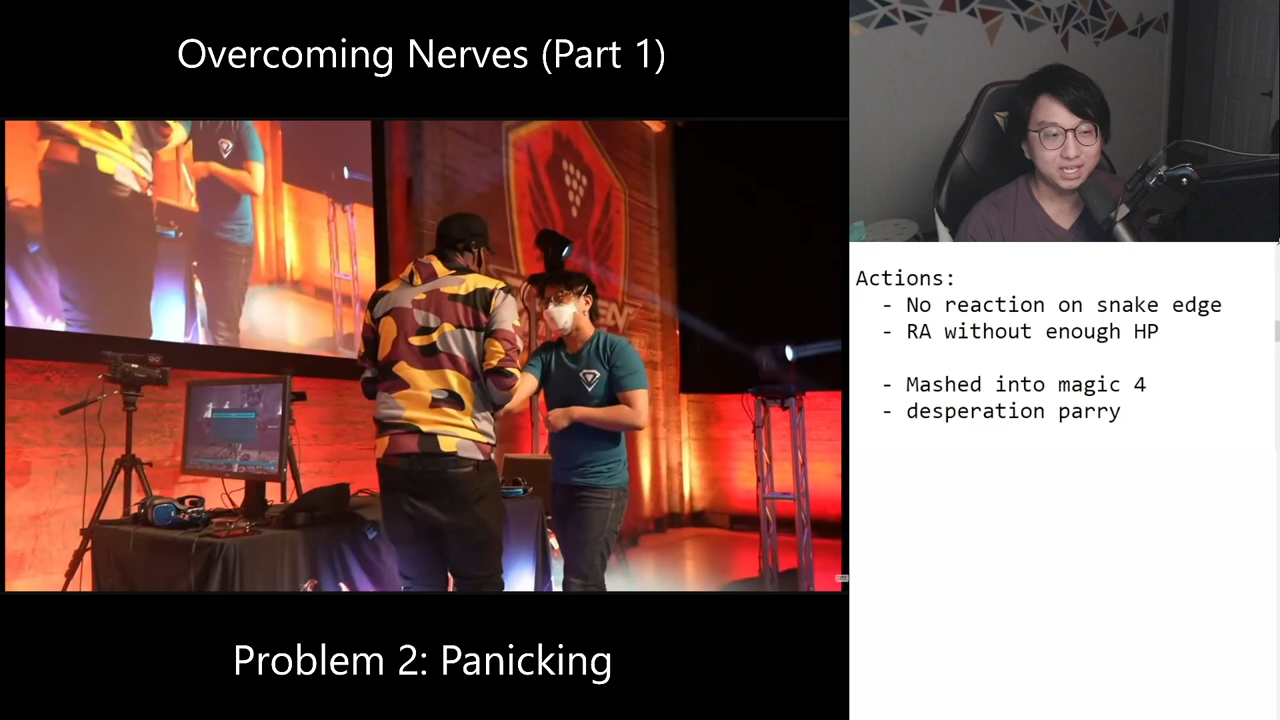 Overcoming Nerves (Part 1)
Problem 2: Panicking
Actions:
- No reaction on snake edge
- RA without enough HP
- Mashed into magic 4
- desperation parry